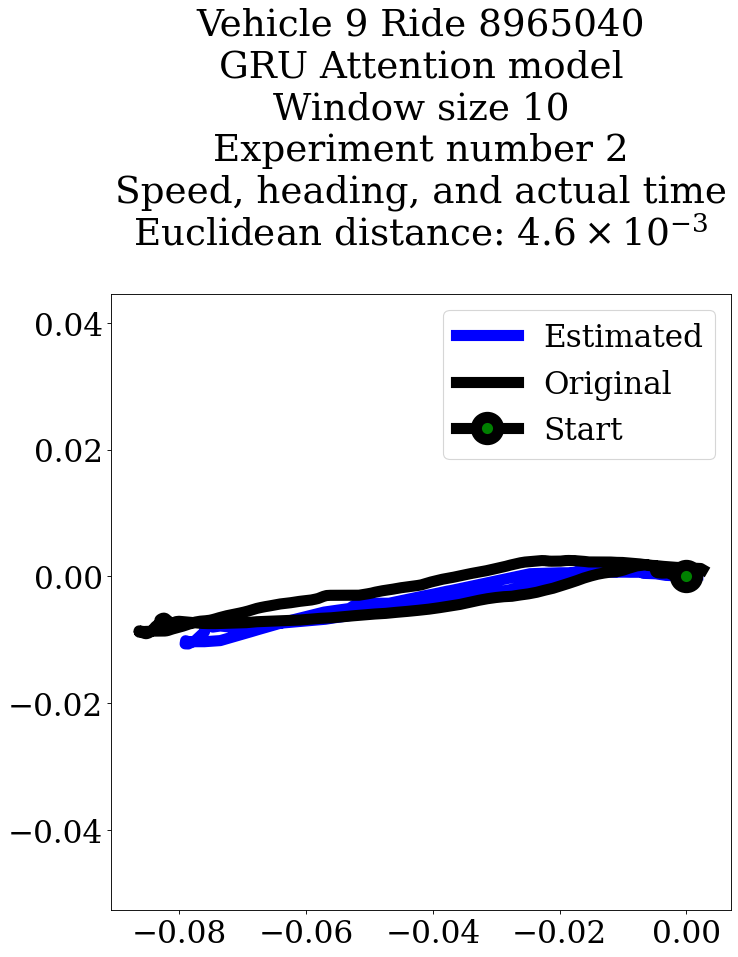 Vehicle 9 Ride 8965040
GRU Attention model
Window size 10
Experiment number 2
Speed, heading, and actual time
Euclidean distance: 4.6 × 10⁻³
Estimated
Original
Start
0.04
0.02
0.00
−0.02
−0.04
−0.08 −0.06 −0.04 −0.02 0.00